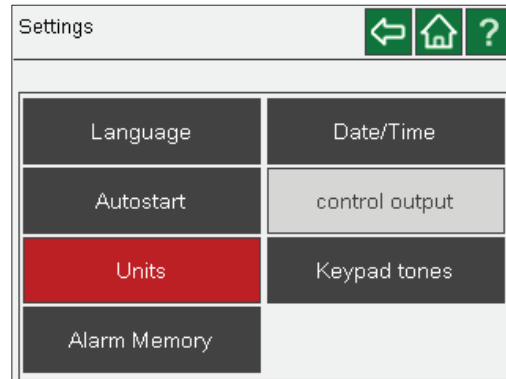 Settings ?
Language Date/Time
Autostart control output
Units Keypad tones
Alarm Memory